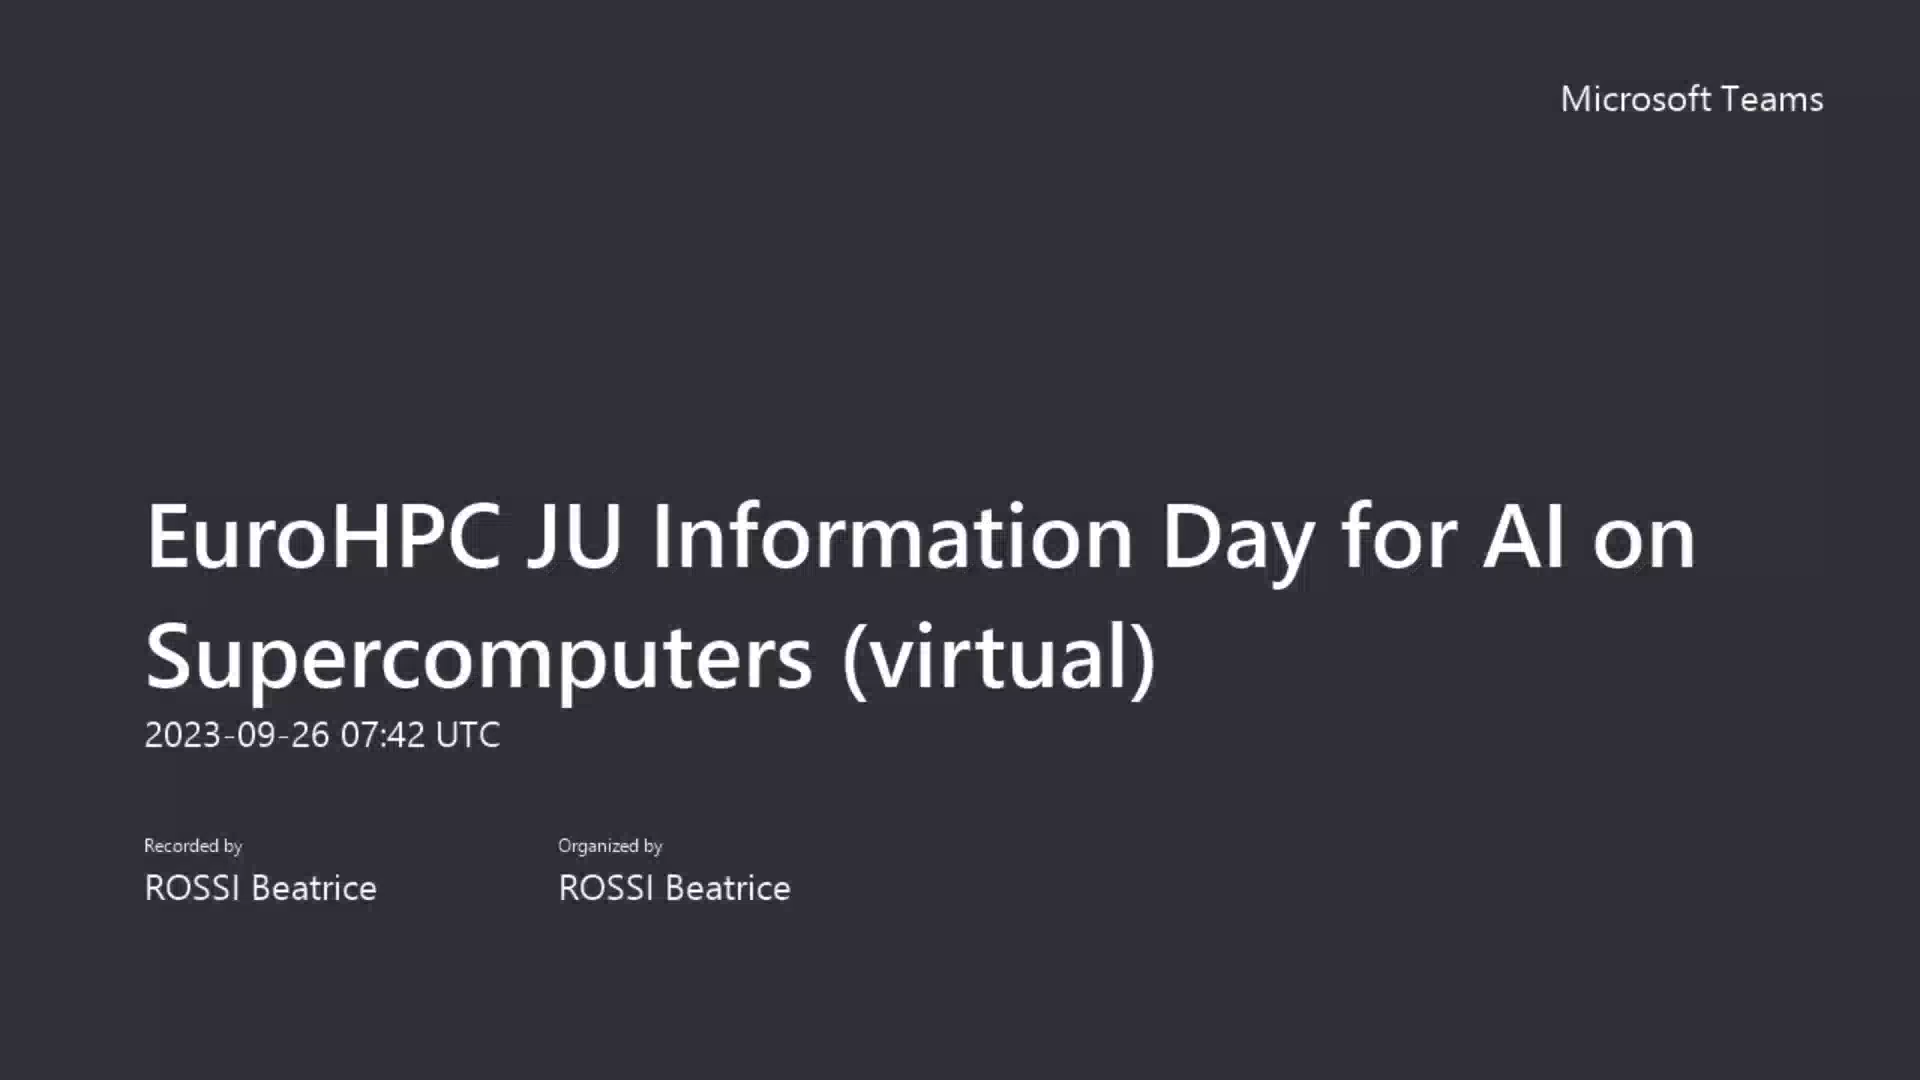 Microsoft Teams
EuroHPC JU Information Day for AI on
Supercomputers (virtual)
2023-09-26 07:42 UTC
Recorded by
ROSSI Beatrice
Organized by
ROSSI Beatrice